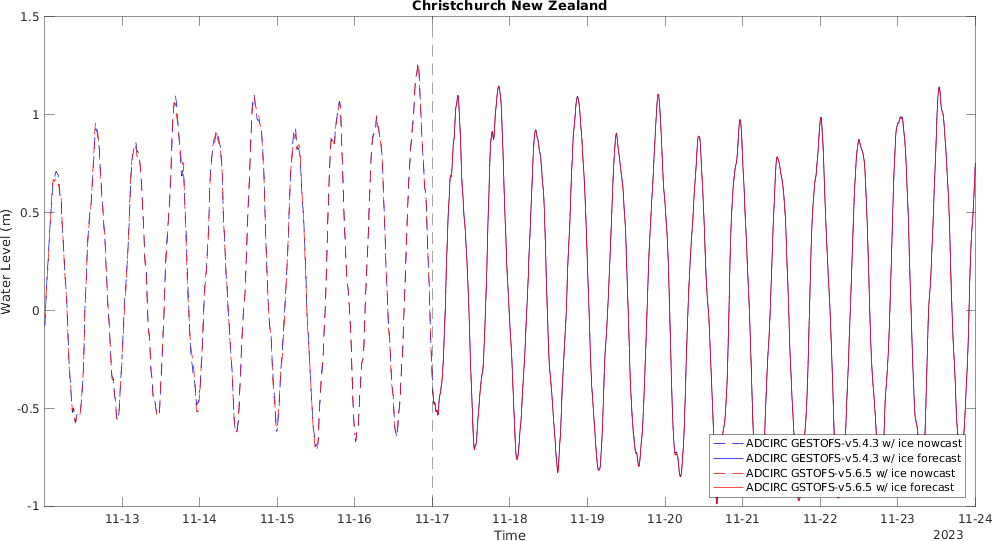 Christchurch New Zealand
1.5
1
0.5
0
-0.5
-1
Water Level (m)
ADCIRC GESTOFS-v5.4.3 w/ ice nowcast
ADCIRC GESTOFS-v5.4.3 w/ ice forecast
ADCIRC GSTOFS-v5.6.5 w/ ice nowcast
ADCIRC GSTOFS-v5.6.5 w/ ice forecast
11-13 11-14 11-15 11-16 11-17 11-18 11-19 11-20 11-21 11-22 11-23 11-24
Time
2023